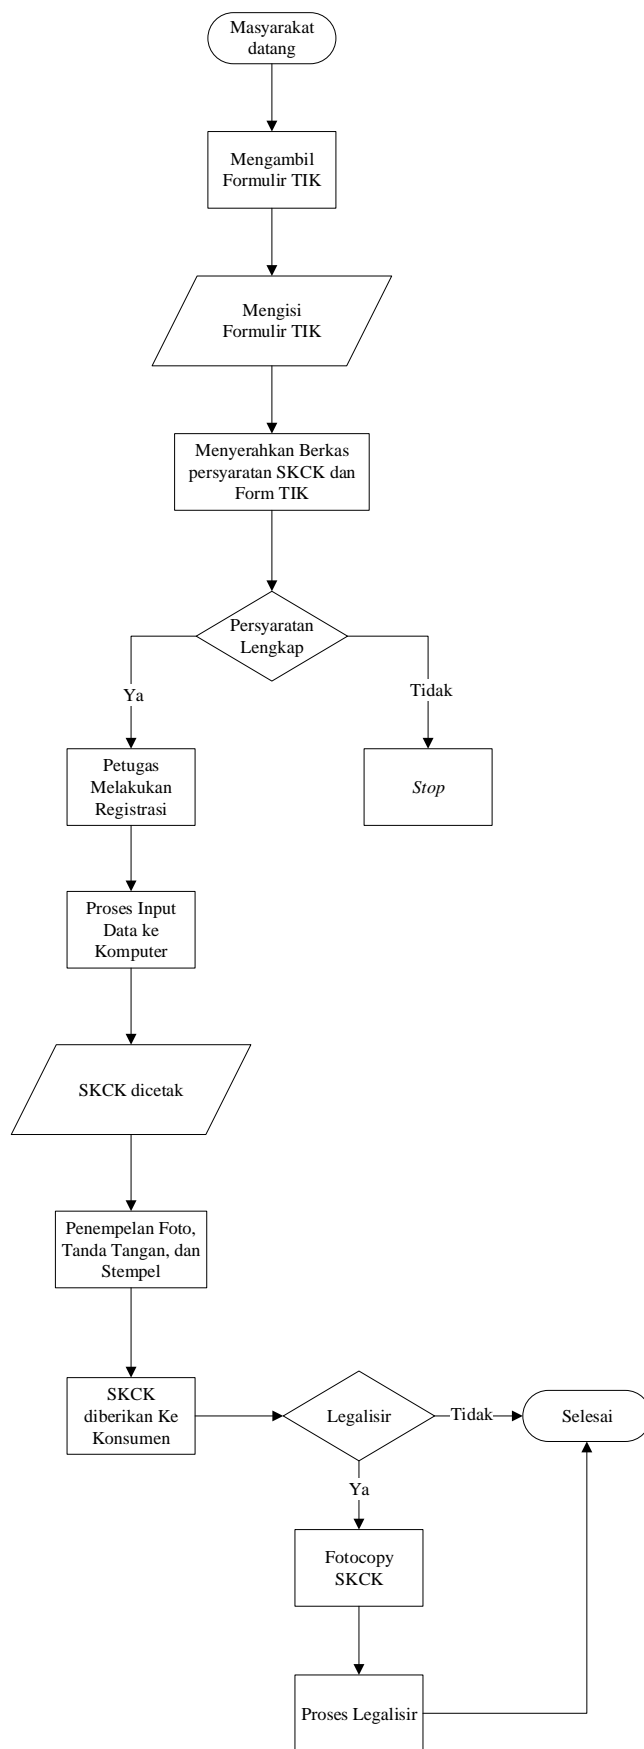 Masyarakat
datang
Mengambil
Formulir TIK
Mengisi
Formulir TIK
Menyerahkan Berkas
persyaratan SKCK dan
Form TIK
Persyaratan
Lengkap
Ya
Tidak
Petugas
Melakukan
Registrasi
Stop
Proses Input
Data ke
Komputer
SKCK dicetak
Penempelan Foto,
Tanda Tangan, dan
Stempel
SKCK
diberikan Ke
Konsumen
Legalisir
Tidak
Selesai
Ya
Fotocopy
SKCK
Proses Legalisir